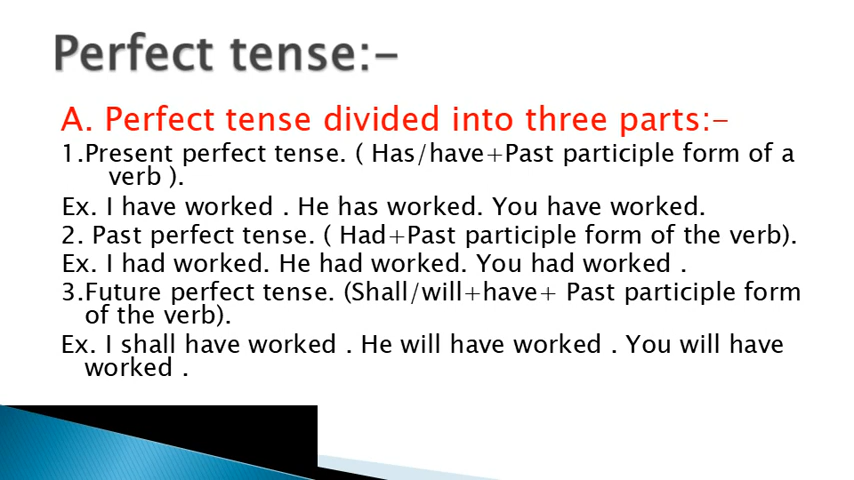 Perfect tense:-
A. Perfect tense divided into three parts:-
1.Present perfect tense. ( Has/have+Past participle form of a
verb ).
Ex. I have worked . He has worked. You have worked.
2. Past perfect tense. ( Had+Past participle form of the verb).
Ex. I had worked. He had worked. You had worked .
3.Future perfect tense. (Shall/will+have+ Past participle form
of the verb).
Ex. I shall have worked . He will have worked . You will have
worked .